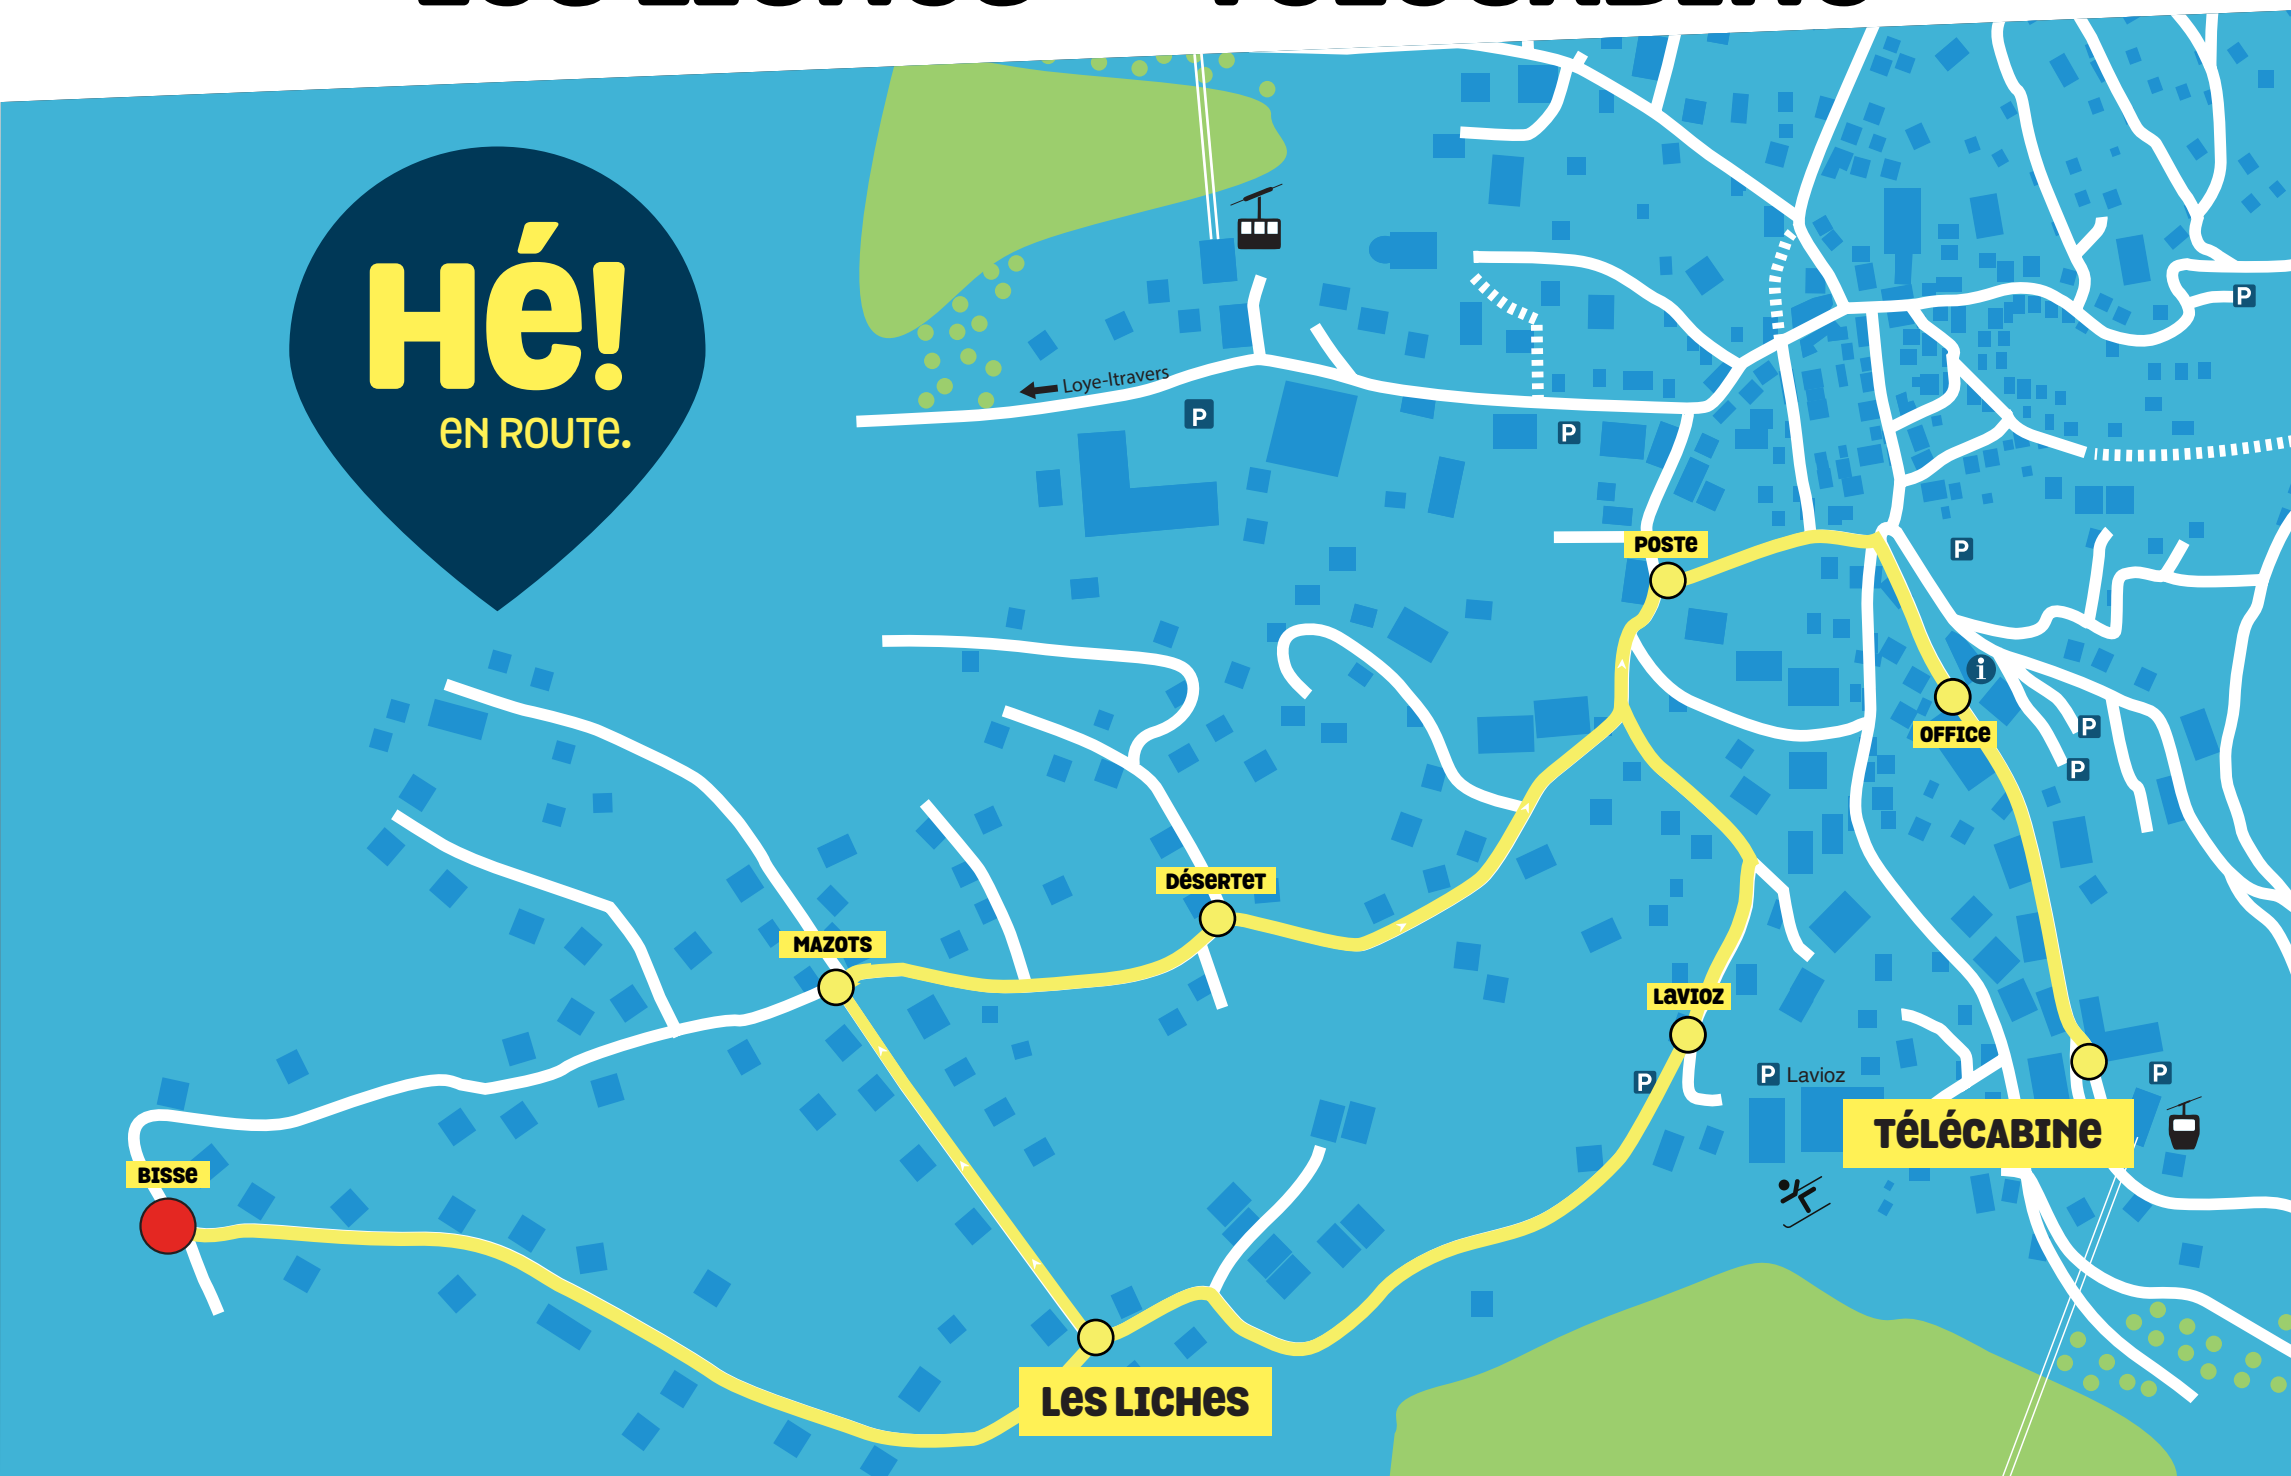 Hé!
en route.
Loye-Itravers
P
P
P
P
POSTE
i
OFFICE
P
P
DÉSERTET
MAZOTS
LAVIOZ
P
P Lavioz
P
TÉLÉCABINE
BISSE
LES LICHES